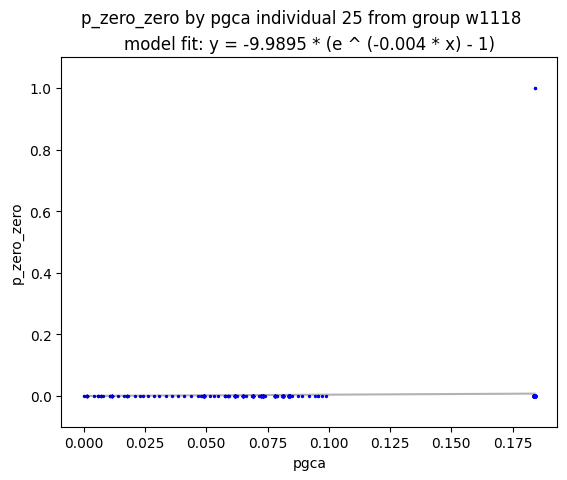 p_zero_zero by pgca individual 25 from group w1118
model fit: y = -9.9895 * (e ^ (-0.004 * x) - 1)
1.0
0.8
0.6
0.4
0.2
0.0
p_zero_zero
0.000 0.025 0.050 0.075 0.100 0.125 0.150 0.175
pgca